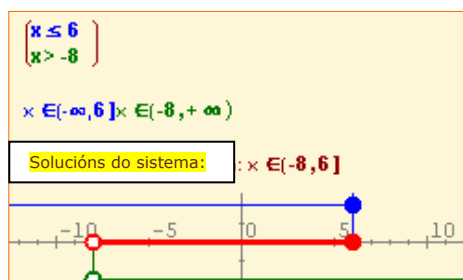 x ≤ 6
x > -8
x ∈(-∞,6] x ∈(-8,+ ∞)
Solucións do sistema: : x ∈(-8,6]
-10 -5 0 5 10